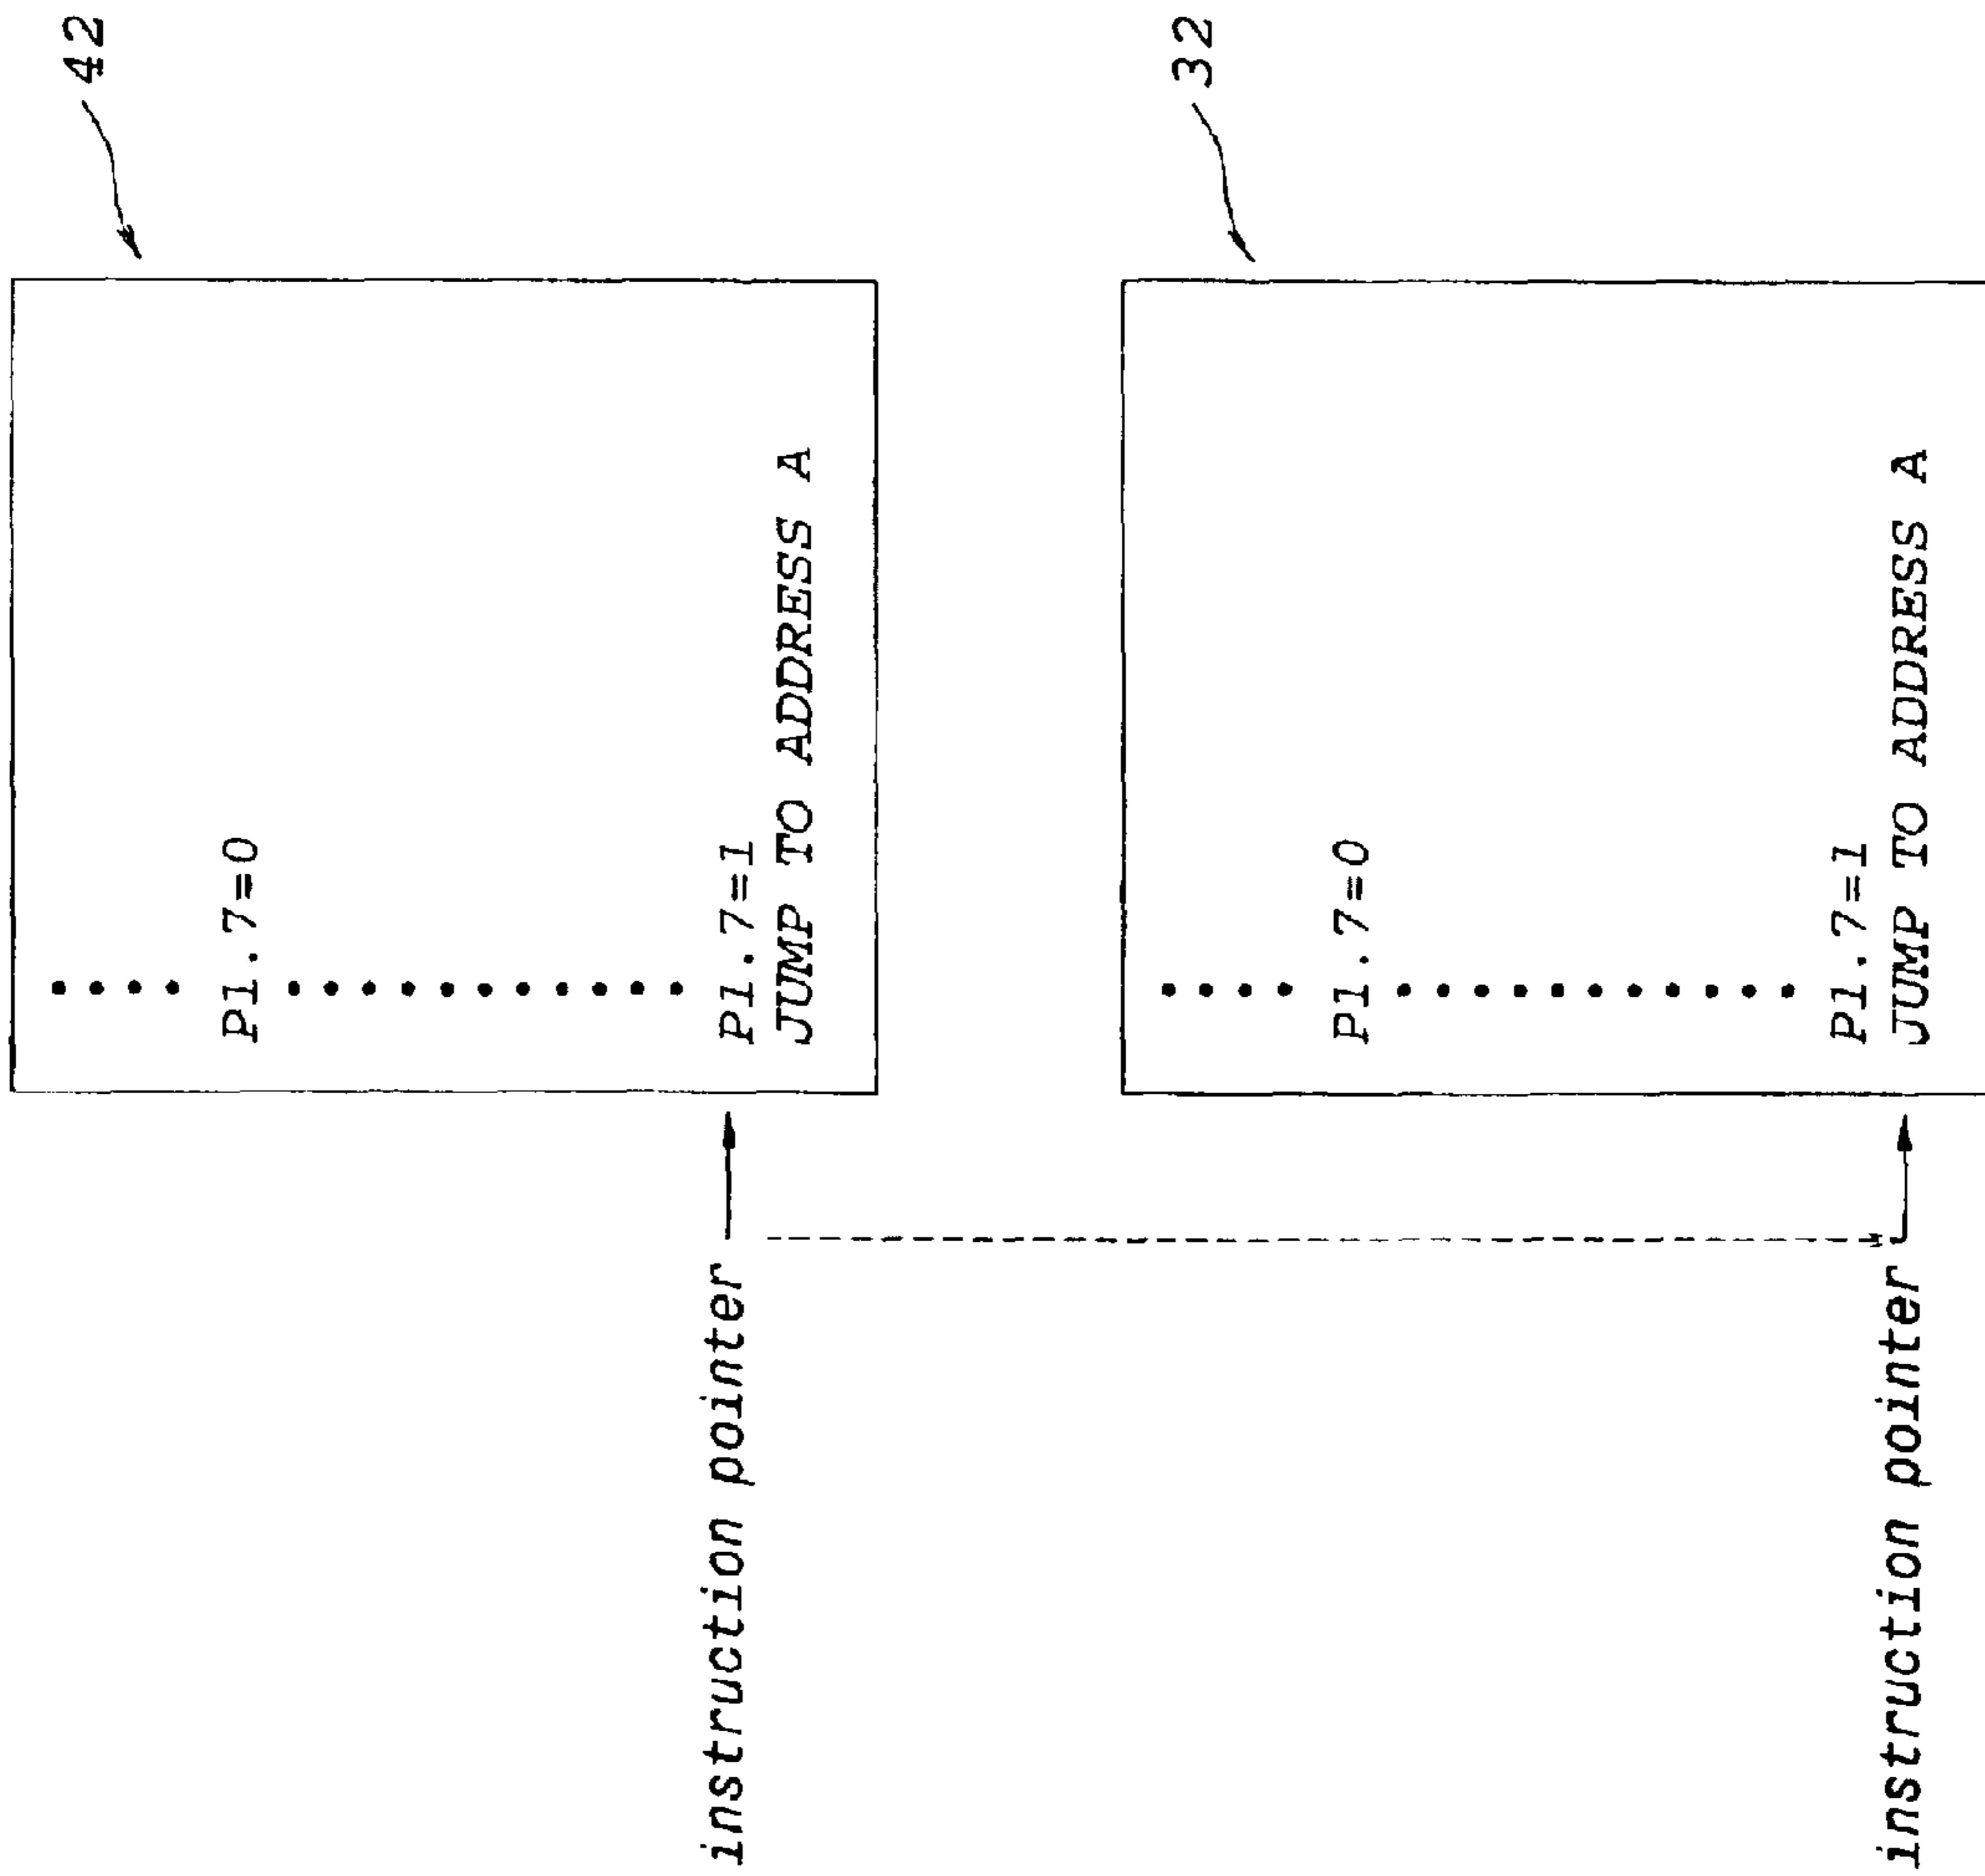 42
P1.7=0
instruction pointer P1.7=1
JUMP TO ADDRESS A
32
P1.7=0
P1.7=1
instruction pointer JUMP TO ADDRESS A